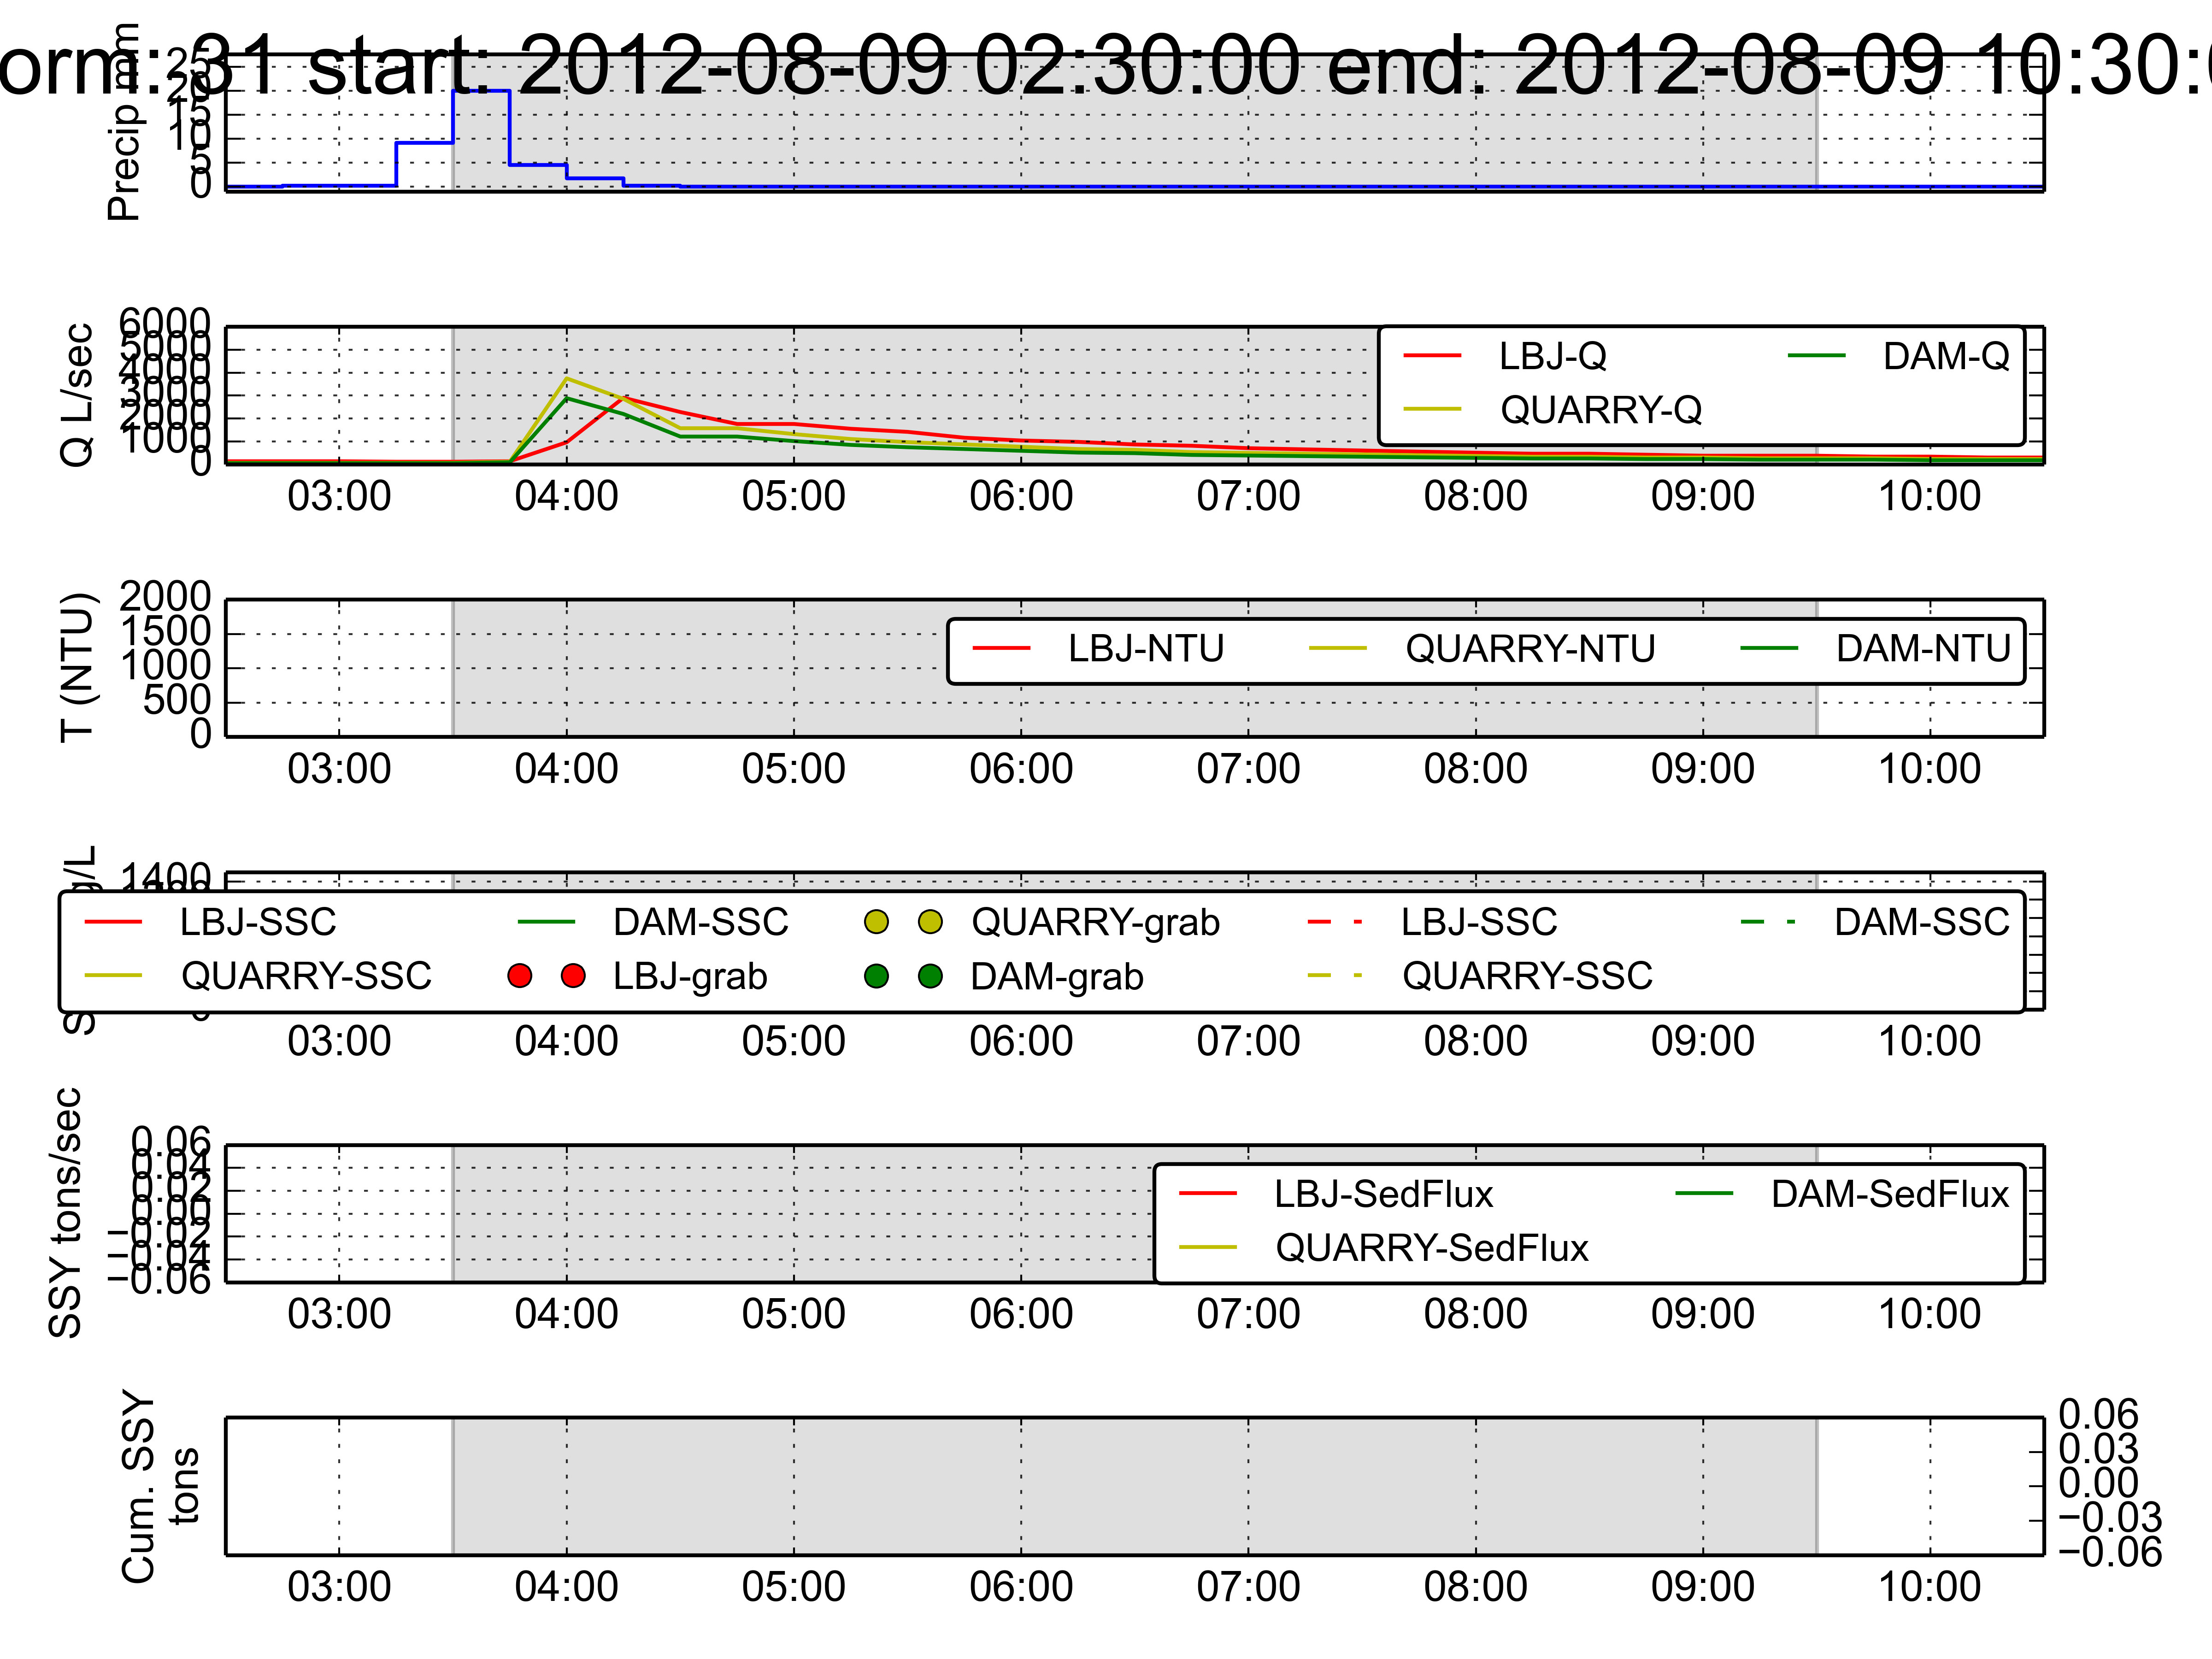 orm: 31 start: 2012-08-09 02:30:00 end: 2012-08-09 10:30:0
Precip mm
25
20
15
10
5
0
Q L/sec
6000
5000
4000
3000
2000
1000
0
LBJ-Q
DAM-Q
QUARRY-Q
03:00 04:00 05:00 06:00 07:00 08:00 09:00 10:00
T (NTU)
2000
1500
1000
500
0
LBJ-NTU
QUARRY-NTU
DAM-NTU
03:00 04:00 05:00 06:00 07:00 08:00 09:00 10:00
g/L
1400
LBJ-SSC
DAM-SSC
QUARRY-grab
LBJ-SSC
DAM-SSC
QUARRY-SSC
LBJ-grab
DAM-grab
QUARRY-SSC
03:00 04:00 05:00 06:00 07:00 08:00 09:00 10:00
SSY tons/sec
0.06
0.04
0.02
0.00
−0.02
−0.04
−0.06
LBJ-SedFlux
DAM-SedFlux
QUARRY-SedFlux
03:00 04:00 05:00 06:00 07:00 08:00 09:00 10:00
Cum. SSY
tons
0.06
0.03
0.00
−0.03
−0.06
03:00 04:00 05:00 06:00 07:00 08:00 09:00 10:00